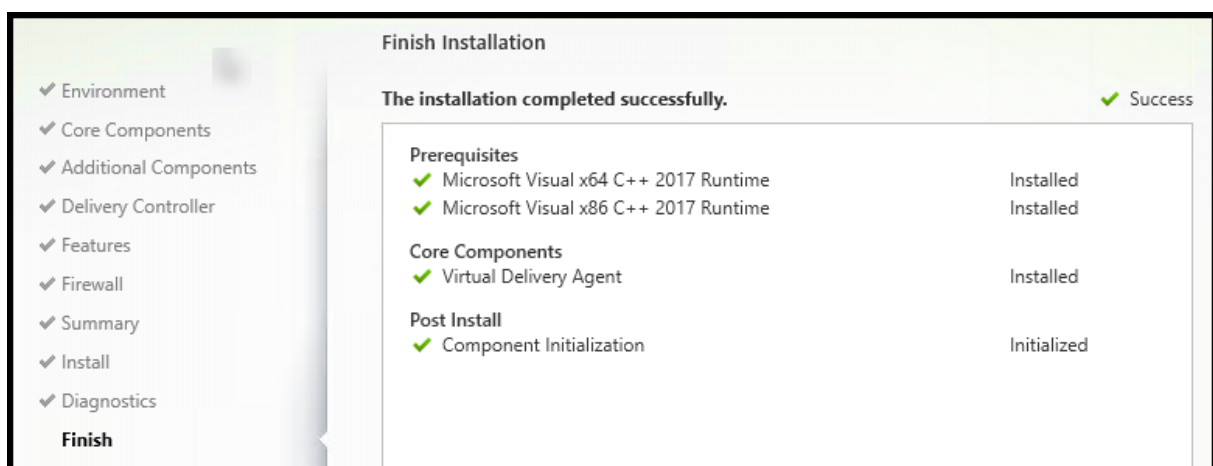 Finish Installation
Environment
Core Components
Additional Components
Delivery Controller
Features
Firewall
Summary
Install
Diagnostics
Finish
The installation completed successfully.
Success
Prerequisites
Microsoft Visual x64 C++ 2017 Runtime Installed
Microsoft Visual x86 C++ 2017 Runtime Installed
Core Components
Virtual Delivery Agent Installed
Post Install
Component Initialization Initialized